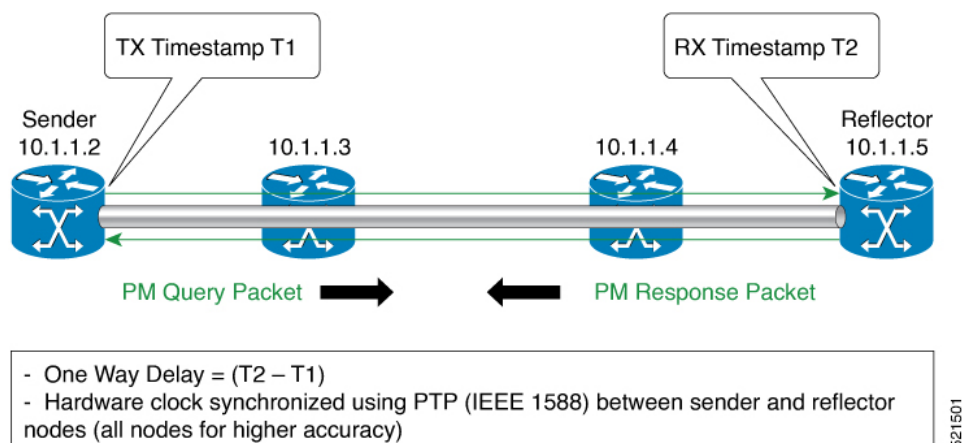 TX Timestamp T1
RX Timestamp T2
Sender
10.1.1.2
10.1.1.3
10.1.1.4
Reflector
10.1.1.5
PM Query Packet
PM Response Packet
- One Way Delay = (T2 – T1)
- Hardware clock synchronized using PTP (IEEE 1588) between sender and reflector
nodes (all nodes for higher accuracy)
521501